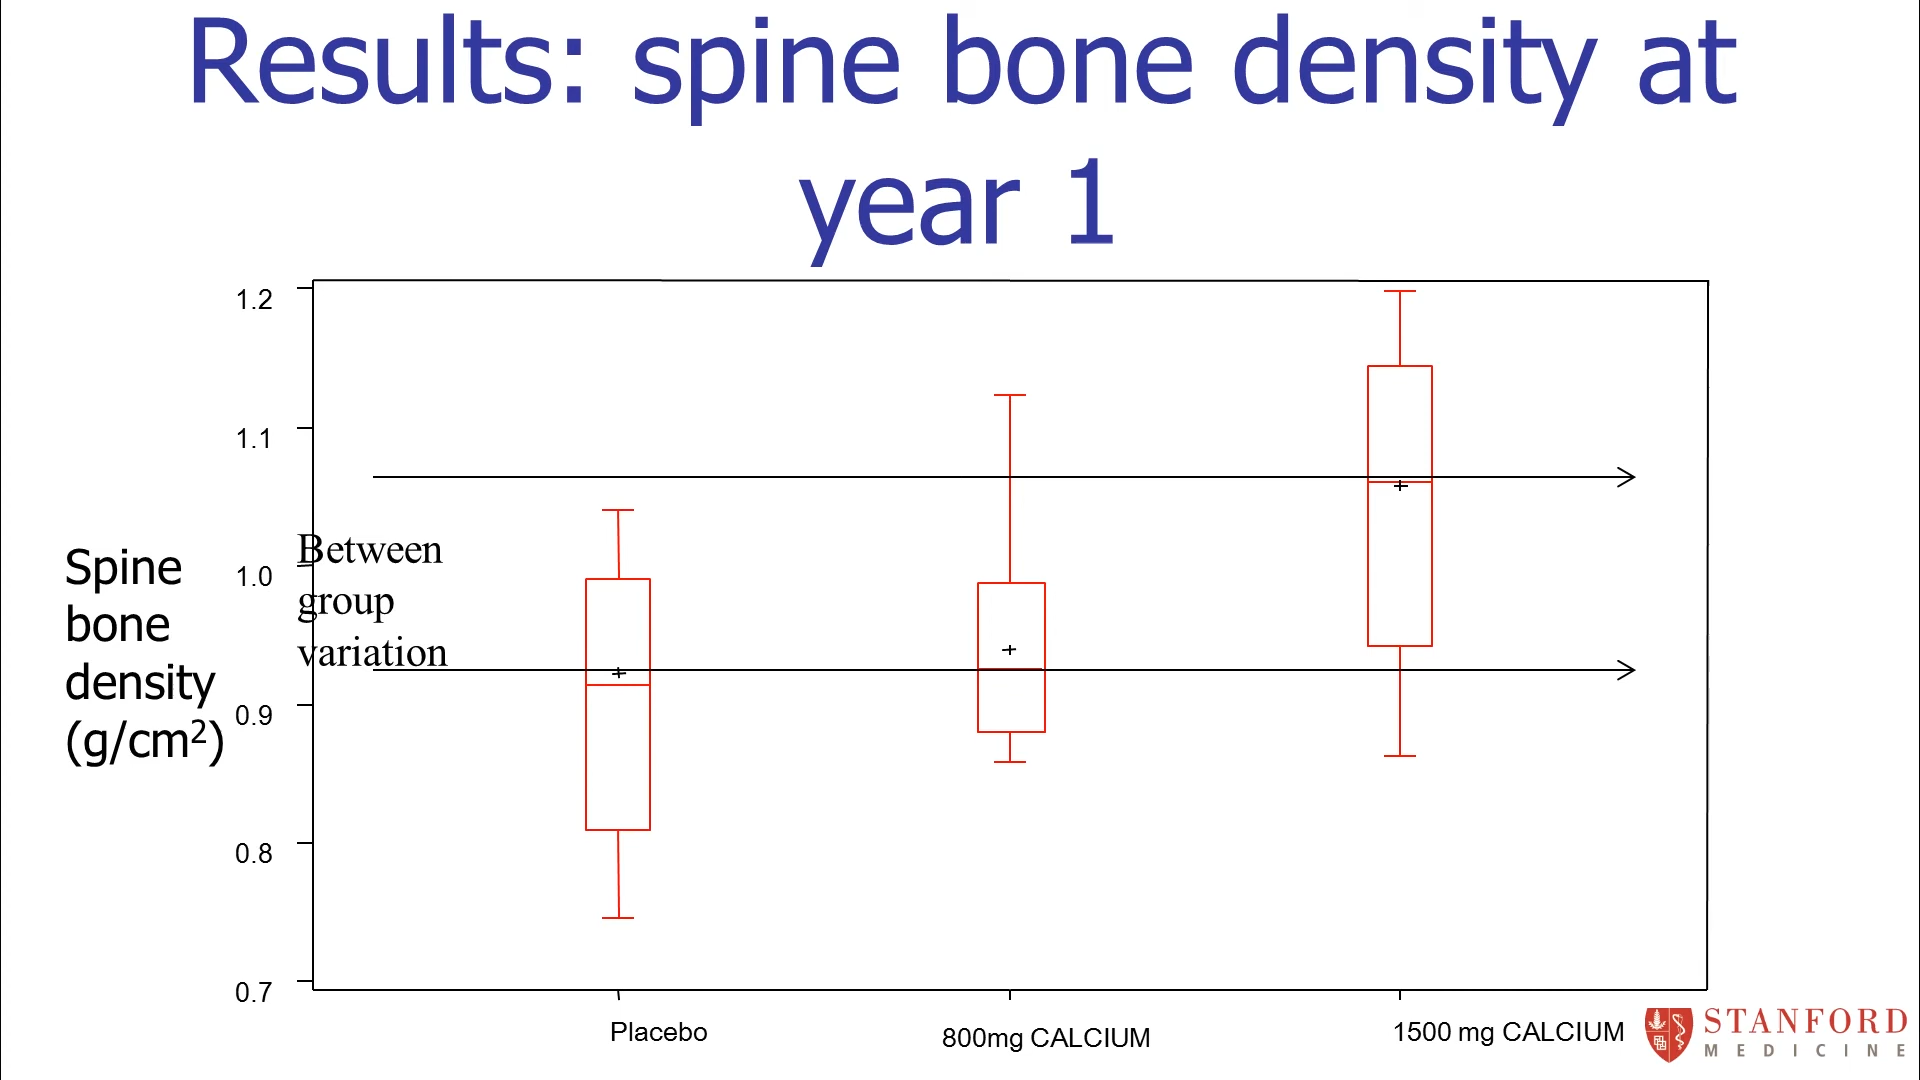 Results: spine bone density at
year 1
1.2
1.1
1.0
0.9
0.8
0.7
Spine
bone
density
(g/cm²)
Between
group
variation
Placebo
800mg CALCIUM
1500 mg CALCIUM
STANFORD
MEDICINE